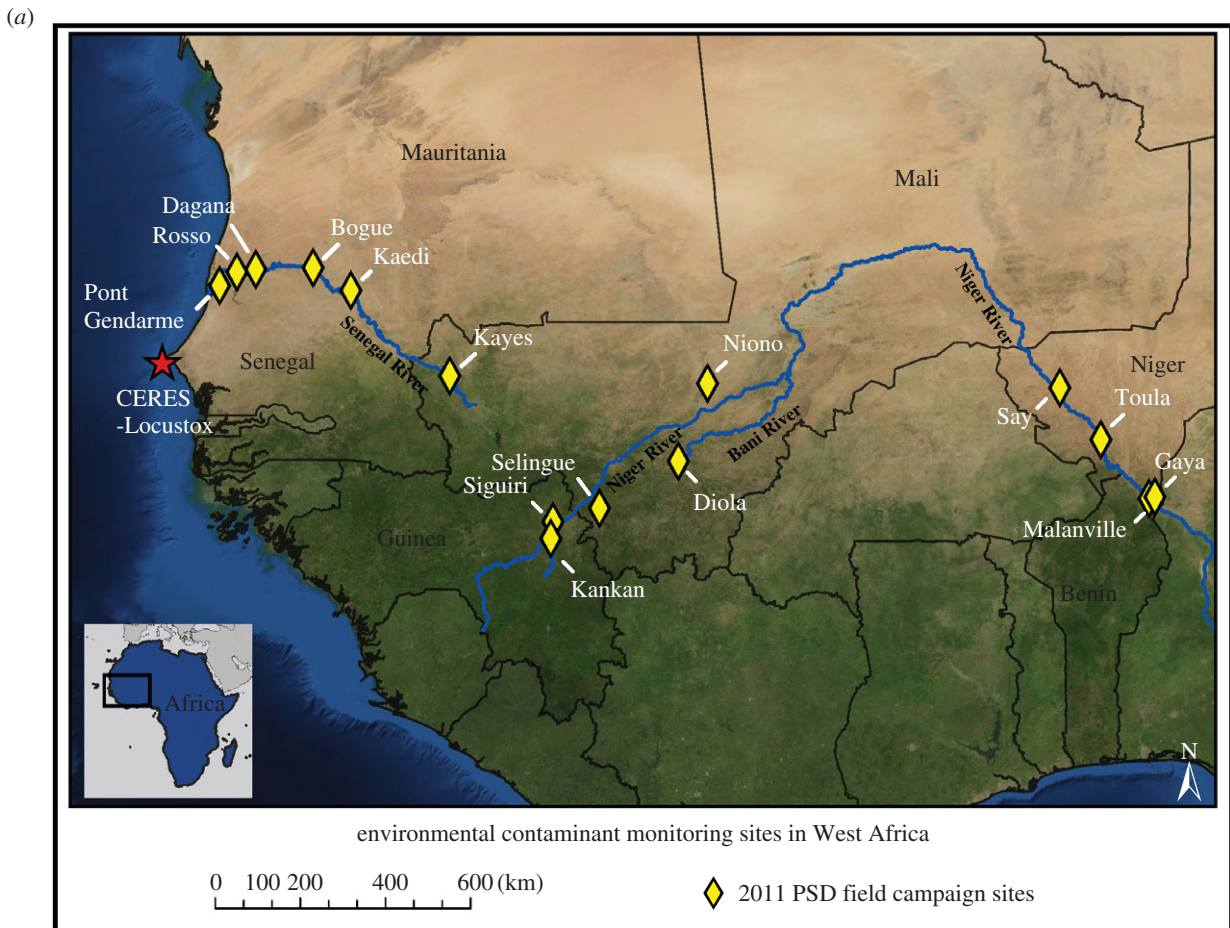 (a)
Mauritania
Mali
Dagana
Rosso
Bogue
Kaedi
Pont
Gendarme
Senegal River
Niger River
Senegal
Kayes
Niono
Niger
CERES
-Locustox
Say
Toula
Bani River
Niger River
Selingue
Siguiri
Diola
Gaya
Malanville
Guinea
Kankan
Benin
Africa
N
environmental contaminant monitoring sites in West Africa
0 100 200 400 600 (km)
2011 PSD field campaign sites